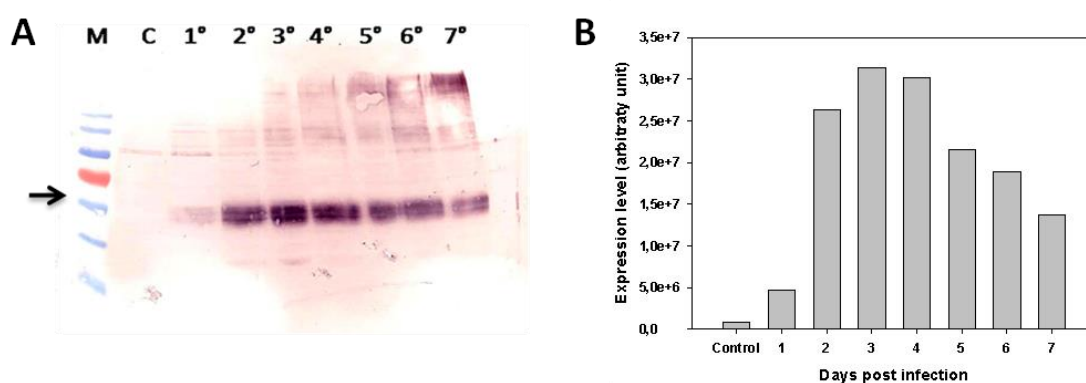 A
M C 1° 2° 3° 4° 5° 6° 7°
B
Expression level (arbitraty unit)
3,5e+7
3,0e+7
2,5e+7
2,0e+7
1,5e+7
1,0e+7
5,0e+6
0,0
Control 1 2 3 4 5 6 7
Days post infection